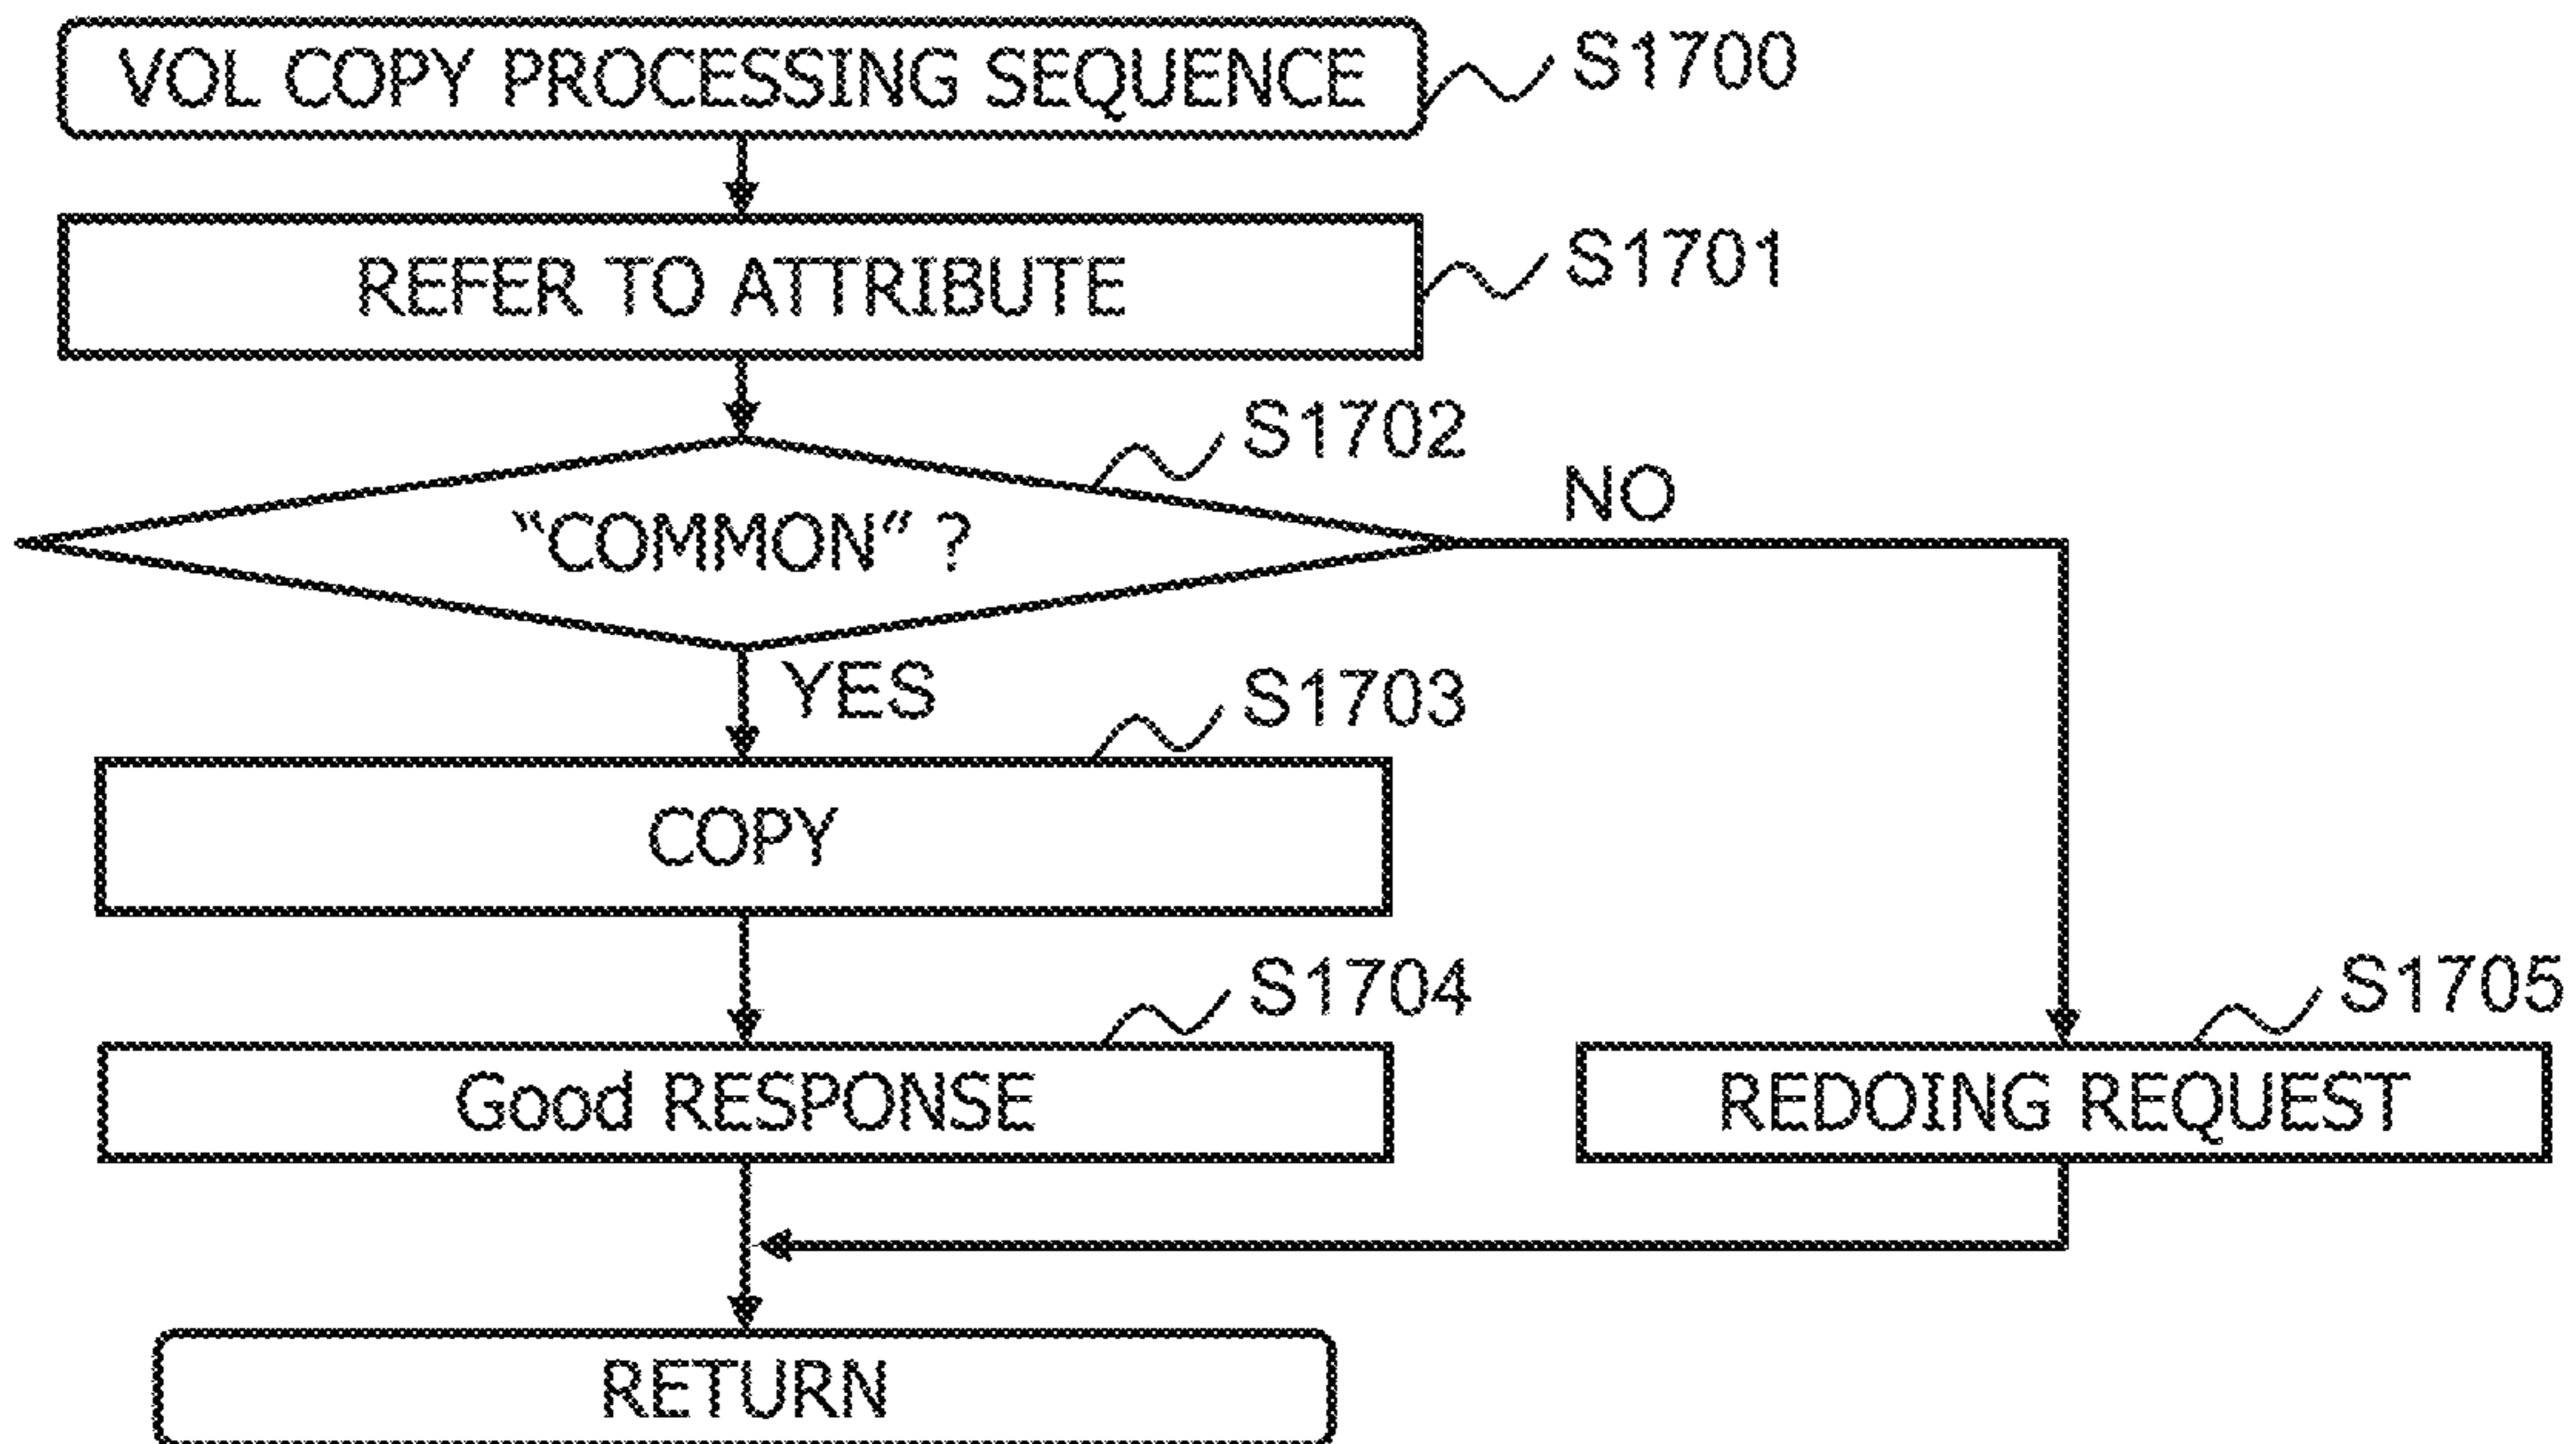 VOL COPY PROCESSING SEQUENCE
S1700
REFER TO ATTRIBUTE
S1701
S1702
"COMMON" ?
NO
YES
S1703
COPY
S1704
Good RESPONSE
S1705
REDOING REQUEST
RETURN